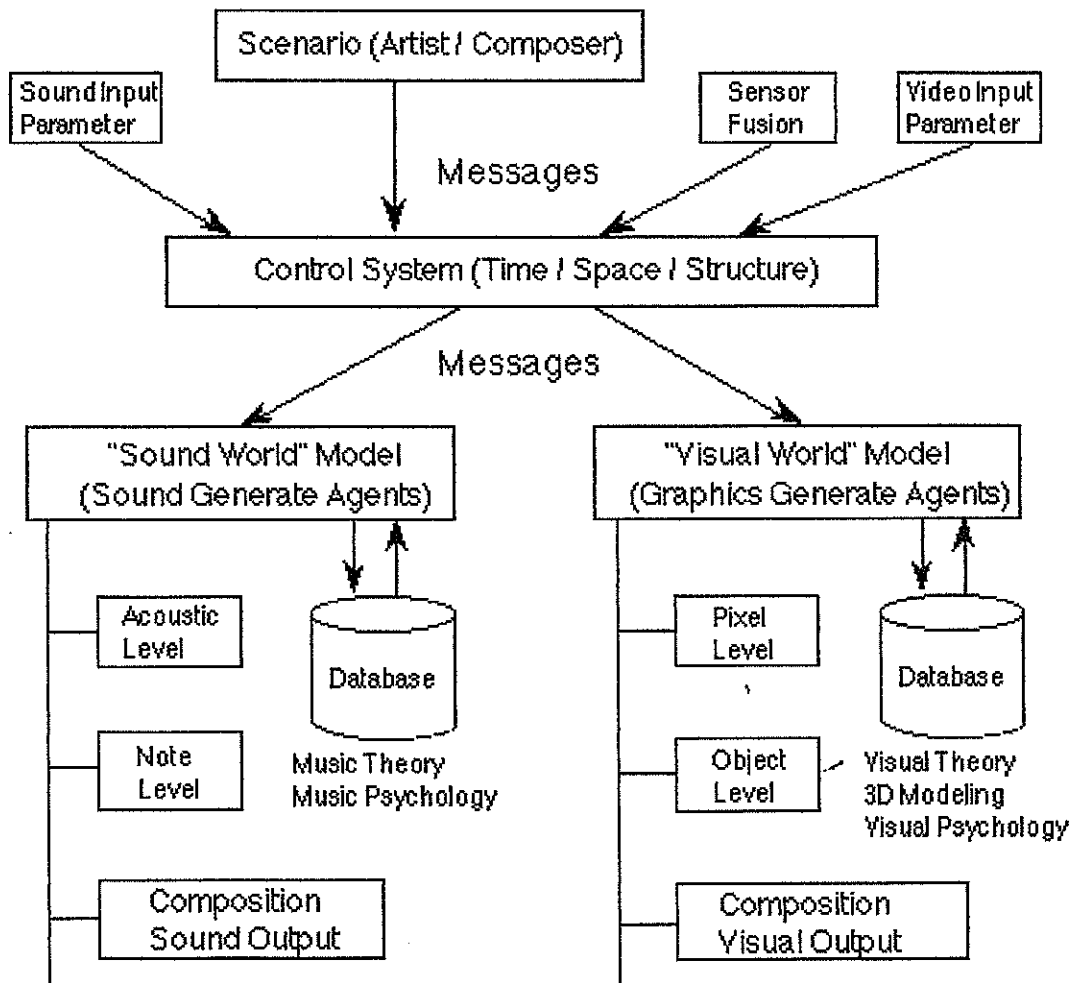 Scenario (Artist / Composer)
Sound Input
Parameter
Sensor
Fusion
Video Input
Parameter
Messages
Control System (Time / Space / Structure)
Messages
"Sound World" Model
(Sound Generate Agents)
"Visual World" Model
(Graphics Generate Agents)
Acoustic
Level
Database
Pixel
Level
Database
Note
Level
Music Theory
Music Psychology
Object
Level
Visual Theory
3D Modeling
Visual Psychology
Composition
Sound Output
Composition
Visual Output